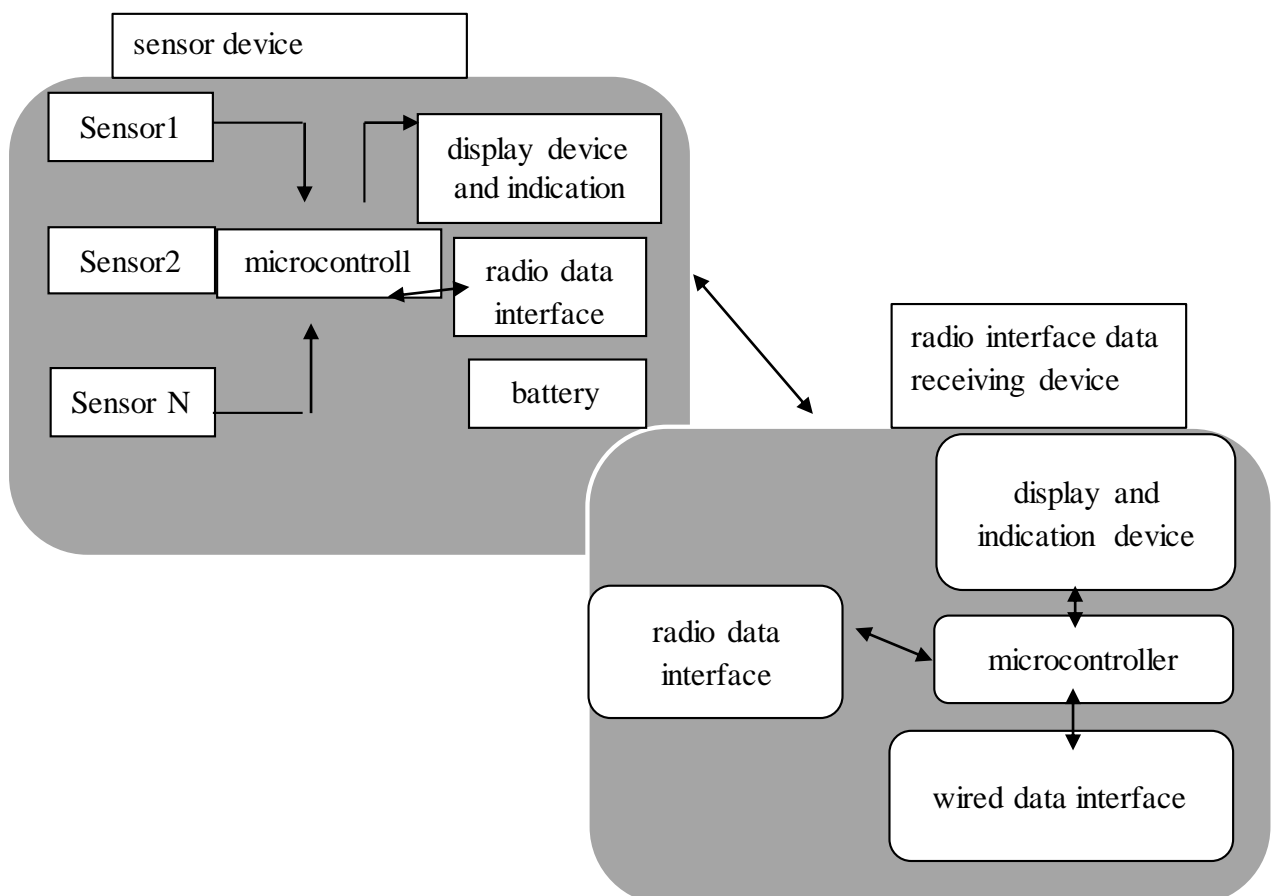 sensor device
Sensor1
display device
and indication
Sensor2
microcontroll
radio data
interface
Sensor N
battery
radio interface data
receiving device
display and
indication device
radio data
interface
microcontroller
wired data interface